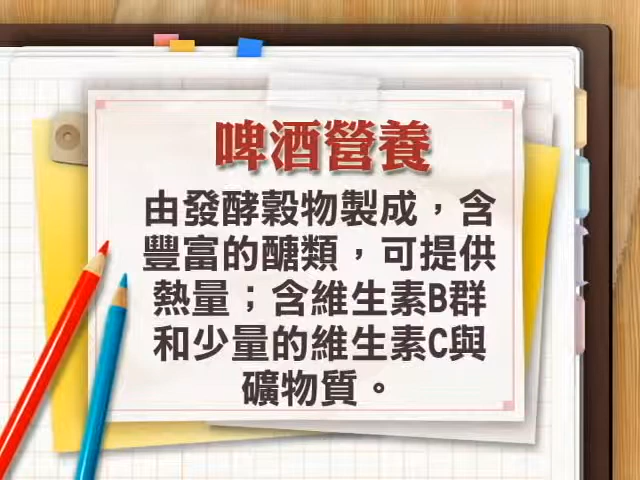 啤酒營養
由發酵穀物製成，含
豐富的醣類，可提供
熱量；含維生素B群
和少量的維生素C與
礦物質。